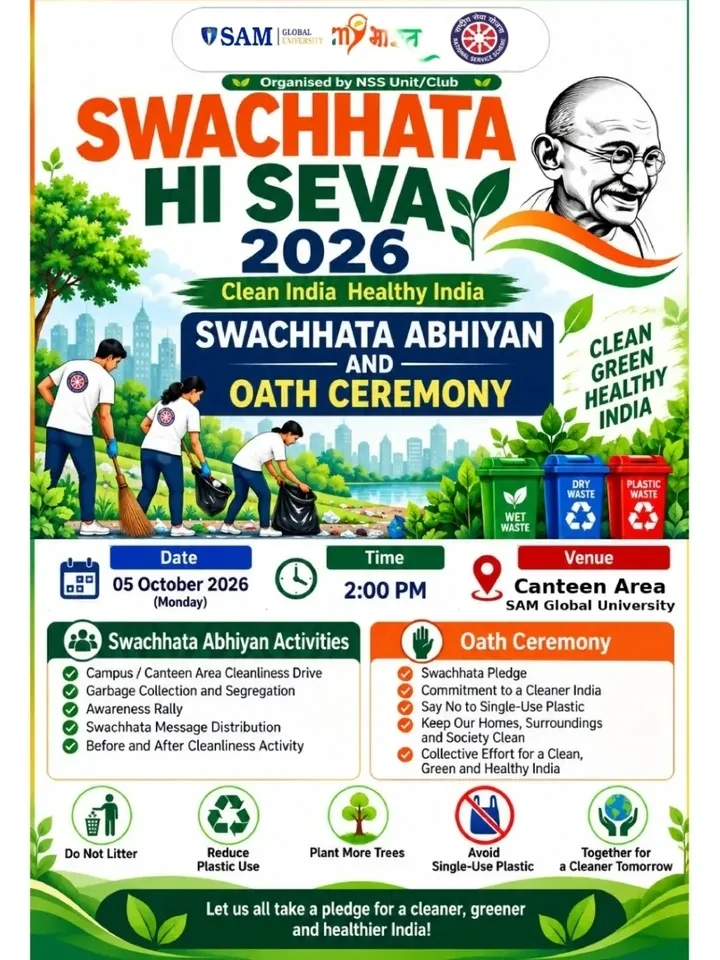 SAM GLOBAL UNIVERSITY
my भारत
राष्ट्रीय सेवा योजना
NATIONAL SERVICE SCHEME
Organised by NSS Unit/Club
SWACHHATA
HI SEVA
2026
Clean India Healthy India
SWACHHATA ABHIYAN
AND
OATH CEREMONY
CLEAN
GREEN
HEALTHY
INDIA
WET
WASTE
DRY
WASTE
PLASTIC
WASTE
Date
05 October 2026
(Monday)
Time
2:00 PM
Venue
Canteen Area
SAM Global University
Swachhata Abhiyan Activities
Campus / Canteen Area Cleanliness Drive
Garbage Collection and Segregation
Awareness Rally
Swachhata Message Distribution
Before and After Cleanliness Activity
Oath Ceremony
Swachhata Pledge
Commitment to a Cleaner India
Say No to Single-Use Plastic
Keep Our Homes, Surroundings
and Society Clean
Collective Effort for a Clean,
Green and Healthy India
Do Not Litter
Reduce
Plastic Use
Plant More Trees
Avoid
Single-Use Plastic
Together for
a Cleaner Tomorrow
Let us all take a pledge for a cleaner, greener
and healthier India!